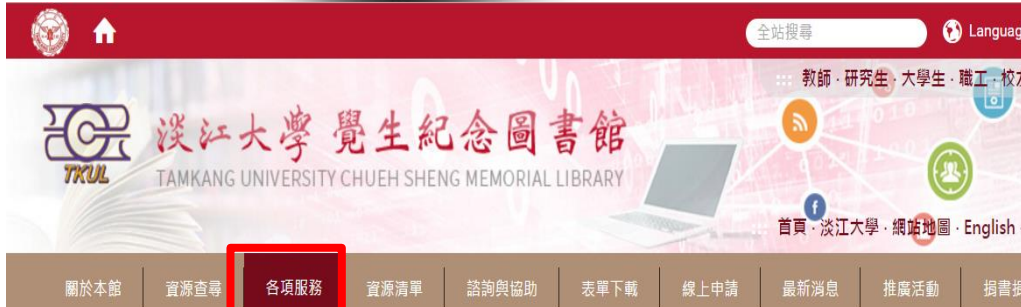 全站搜尋 Languag
教師 · 研究生 · 大學生 · 職工 · 校
淡江大學 覺生紀念圖書館
TKUL
TAMKANG UNIVERSITY CHUEH SHENG MEMORIAL LIBRARY
首頁 · 淡江大學 · 網站地圖 · English
關於本館 資源查尋 各項服務 資源清單 諮詢與協助 表單下載 線上申請 最新消息 推廣活動 捐書